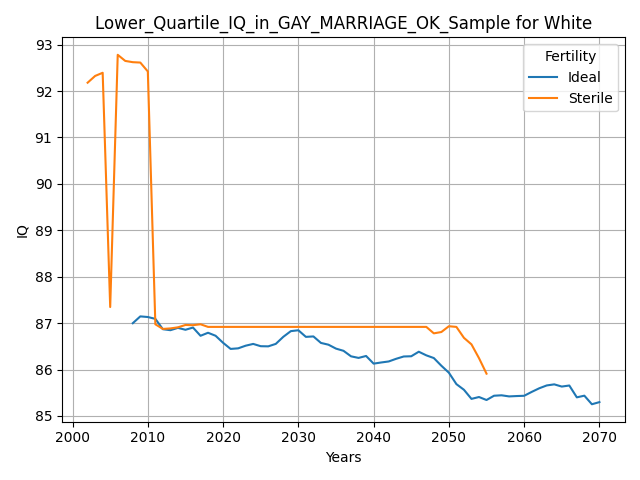 Lower_Quartile_IQ_in_GAY_MARRIAGE_OK_Sample for White
Fertility
Ideal
Sterile
93
92
91
90
89
88
87
86
85
IQ
2000 2010 2020 2030 2040 2050 2060 2070
Years